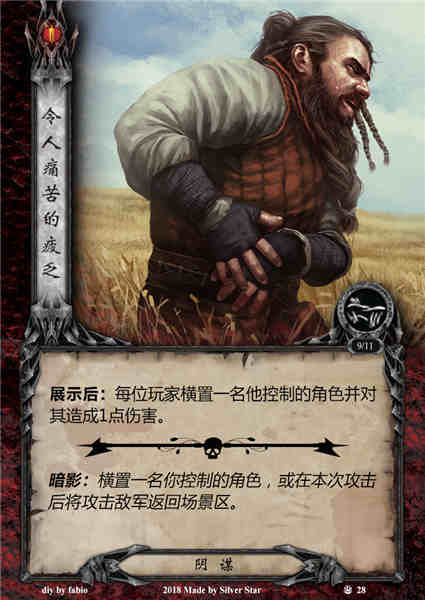 令人痛苦的疲乏
9/11
展示后：每位玩家横置一名他控制的角色并对
其造成1点伤害。
暗影：横置一名你控制的角色，或在本次攻击
后将攻击敌军返回场景区。
阴谋
diy by fabio
2018 Made by Silver Star
28